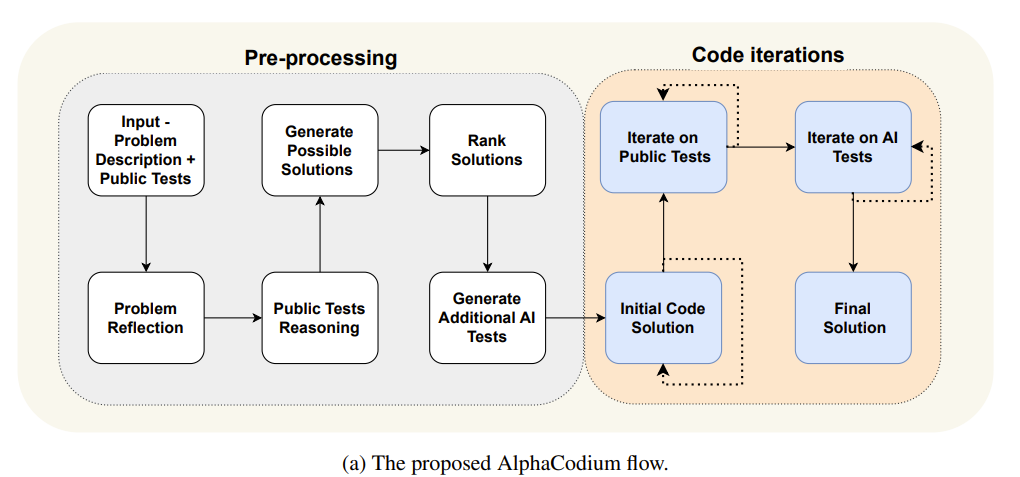 Pre-processing
Input -
Problem
Description +
Public Tests
Problem
Reflection
Public Tests
Reasoning
Generate
Possible
Solutions
Rank
Solutions
Generate
Additional AI
Tests
Code iterations
Initial Code
Solution
Iterate on
Public Tests
Iterate on AI
Tests
Final
Solution
(a) The proposed AlphaCodium flow.